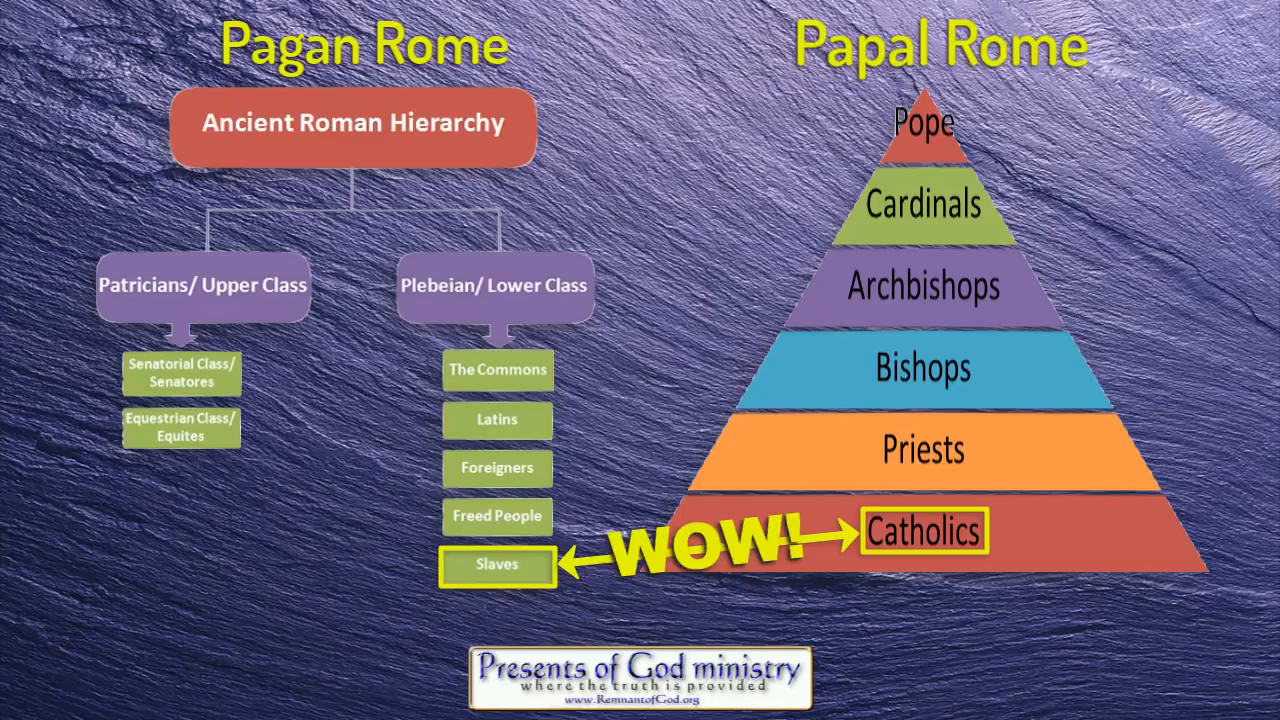 Pagan Rome
Ancient Roman Hierarchy
Patricians/ Upper Class
Senatorial Class/
Senatores
Equestrian Class/
Equites
Plebeian/ Lower Class
The Commons
Latins
Foreigners
Freed People
Slaves
WOW!
Papal Rome
Pope
Cardinals
Archbishops
Bishops
Priests
Catholics
Presents of God ministry
where the truth is provided
www.RemnantofGod.org